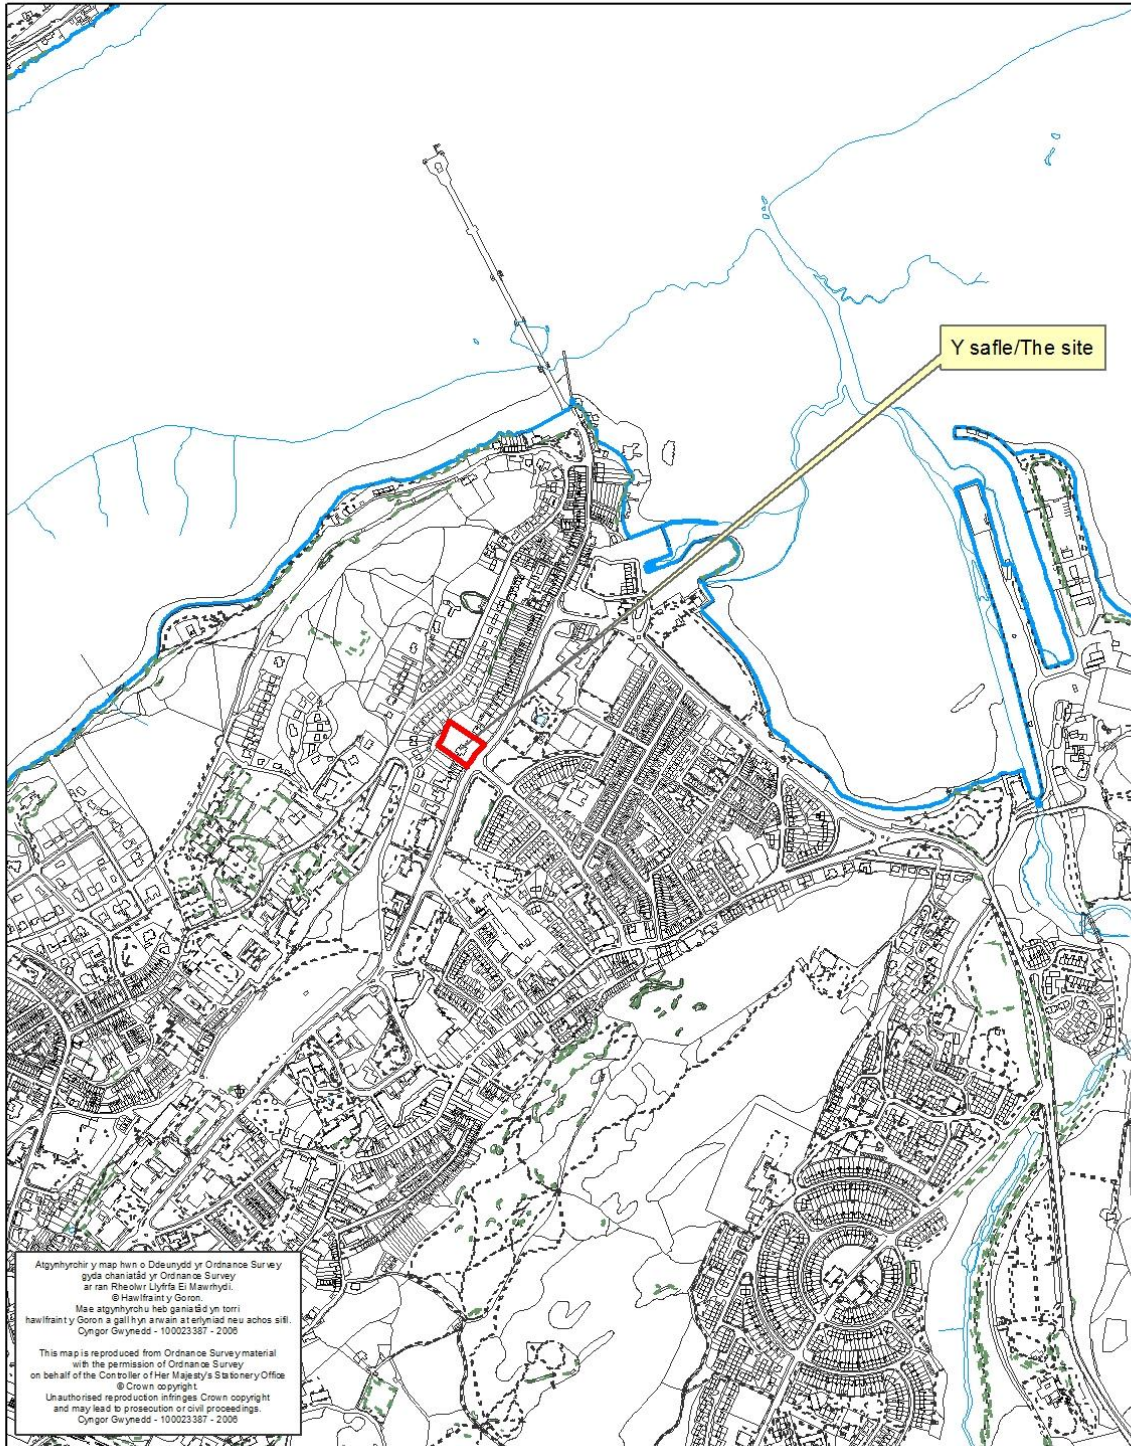 Y safle/The site
Atgynhyrchir y map hwn o Ddeunydd yr Ordnance Survey
gyda chaniatâd yr Ordnance Survey
ar ran Rheolwr Llyfrfa Ei Mawrhydi.
© Hawlfraint y Goron.
Mae atgynhyrchu heb ganiatâd yn torri
hawlfraint y Goron a gall hyn arwain at erlyniad neu achos sifil.
Cyngor Gwynedd - 100023387 - 2006
This map is reproduced from Ordnance Survey material
with the permission of Ordnance Survey
on behalf of the Controller of Her Majesty's Stationery Office
© Crown copyright.
Unauthorised reproduction infringes Crown copyright
and may lead to prosecution or civil proceedings.
Cyngor Gwynedd - 100023387 - 2006